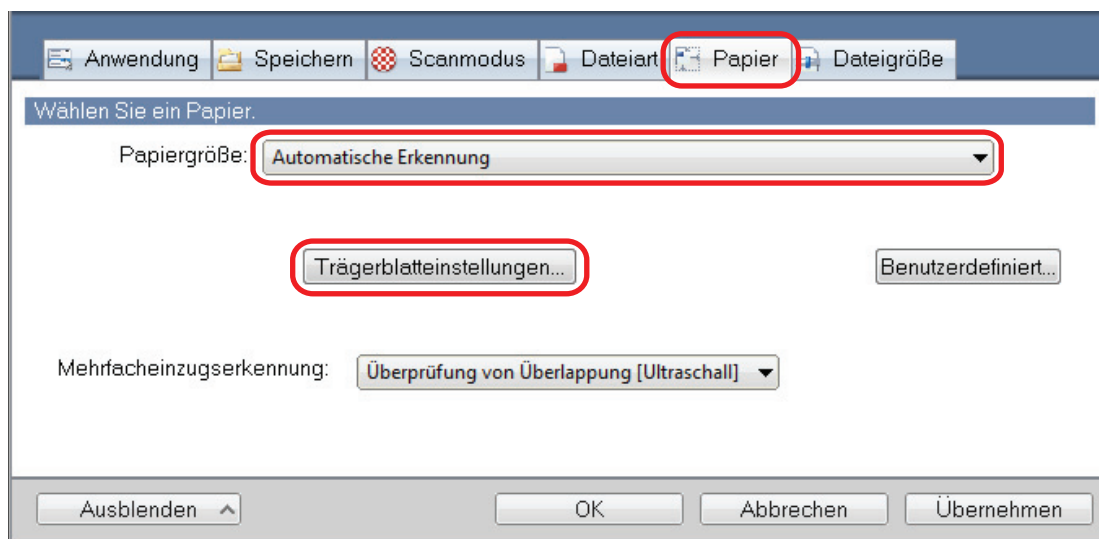 Anwendung Speichern Scanmodus Dateiart Papier Dateigröße
Wählen Sie ein Papier.
Papiergröße: Automatische Erkennung
Trägerblatteinstellungen... Benutzerdefiniert...
Mehrfacheinzugserkennung: Überprüfung von Überlappung [Ultraschall]
Ausblenden OK Abbrechen Übernehmen